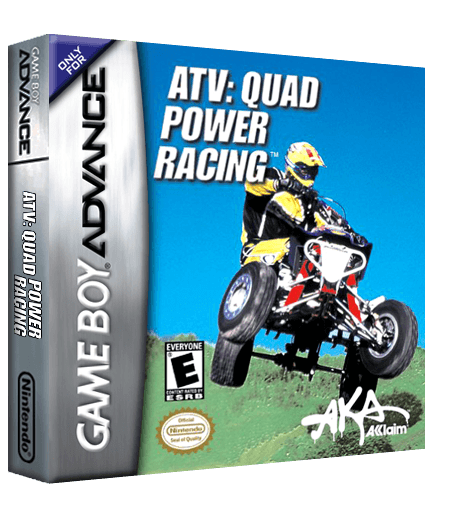 GAME BOY
ADVANCE
ATV: QUAD POWER
RACING
Nintendo®
ONLY
FOR
GAME BOY ADVANCE
ATV: QUAD
POWER
RACING™
EVERYONE
E
CONTENT RATED BY
ESRB
Official
Nintendo
Seal of Quality
AKA
Acclaim